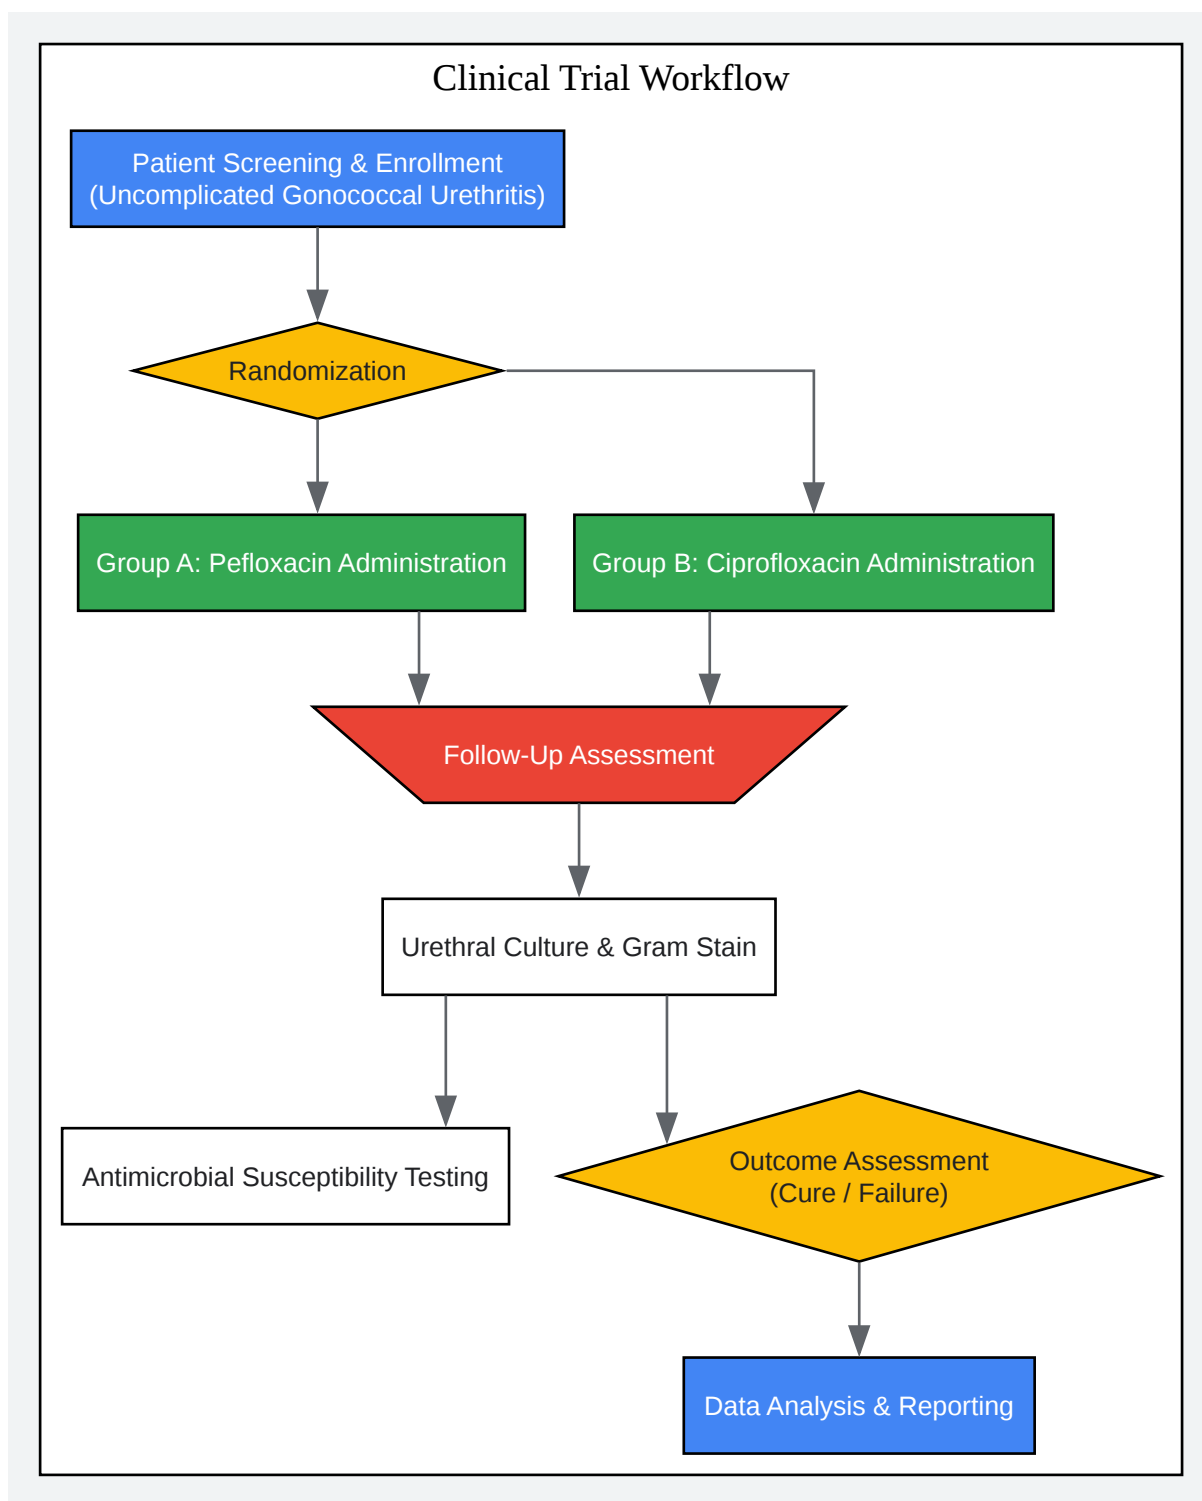 Clinical Trial Workflow
Patient Screening & Enrollment
(Uncomplicated Gonococcal Urethritis)
Randomization
Group A: Pefloxacin Administration
Group B: Ciprofloxacin Administration
Follow-Up Assessment
Urethral Culture & Gram Stain
Antimicrobial Susceptibility Testing
Outcome Assessment
(Cure / Failure)
Data Analysis & Reporting